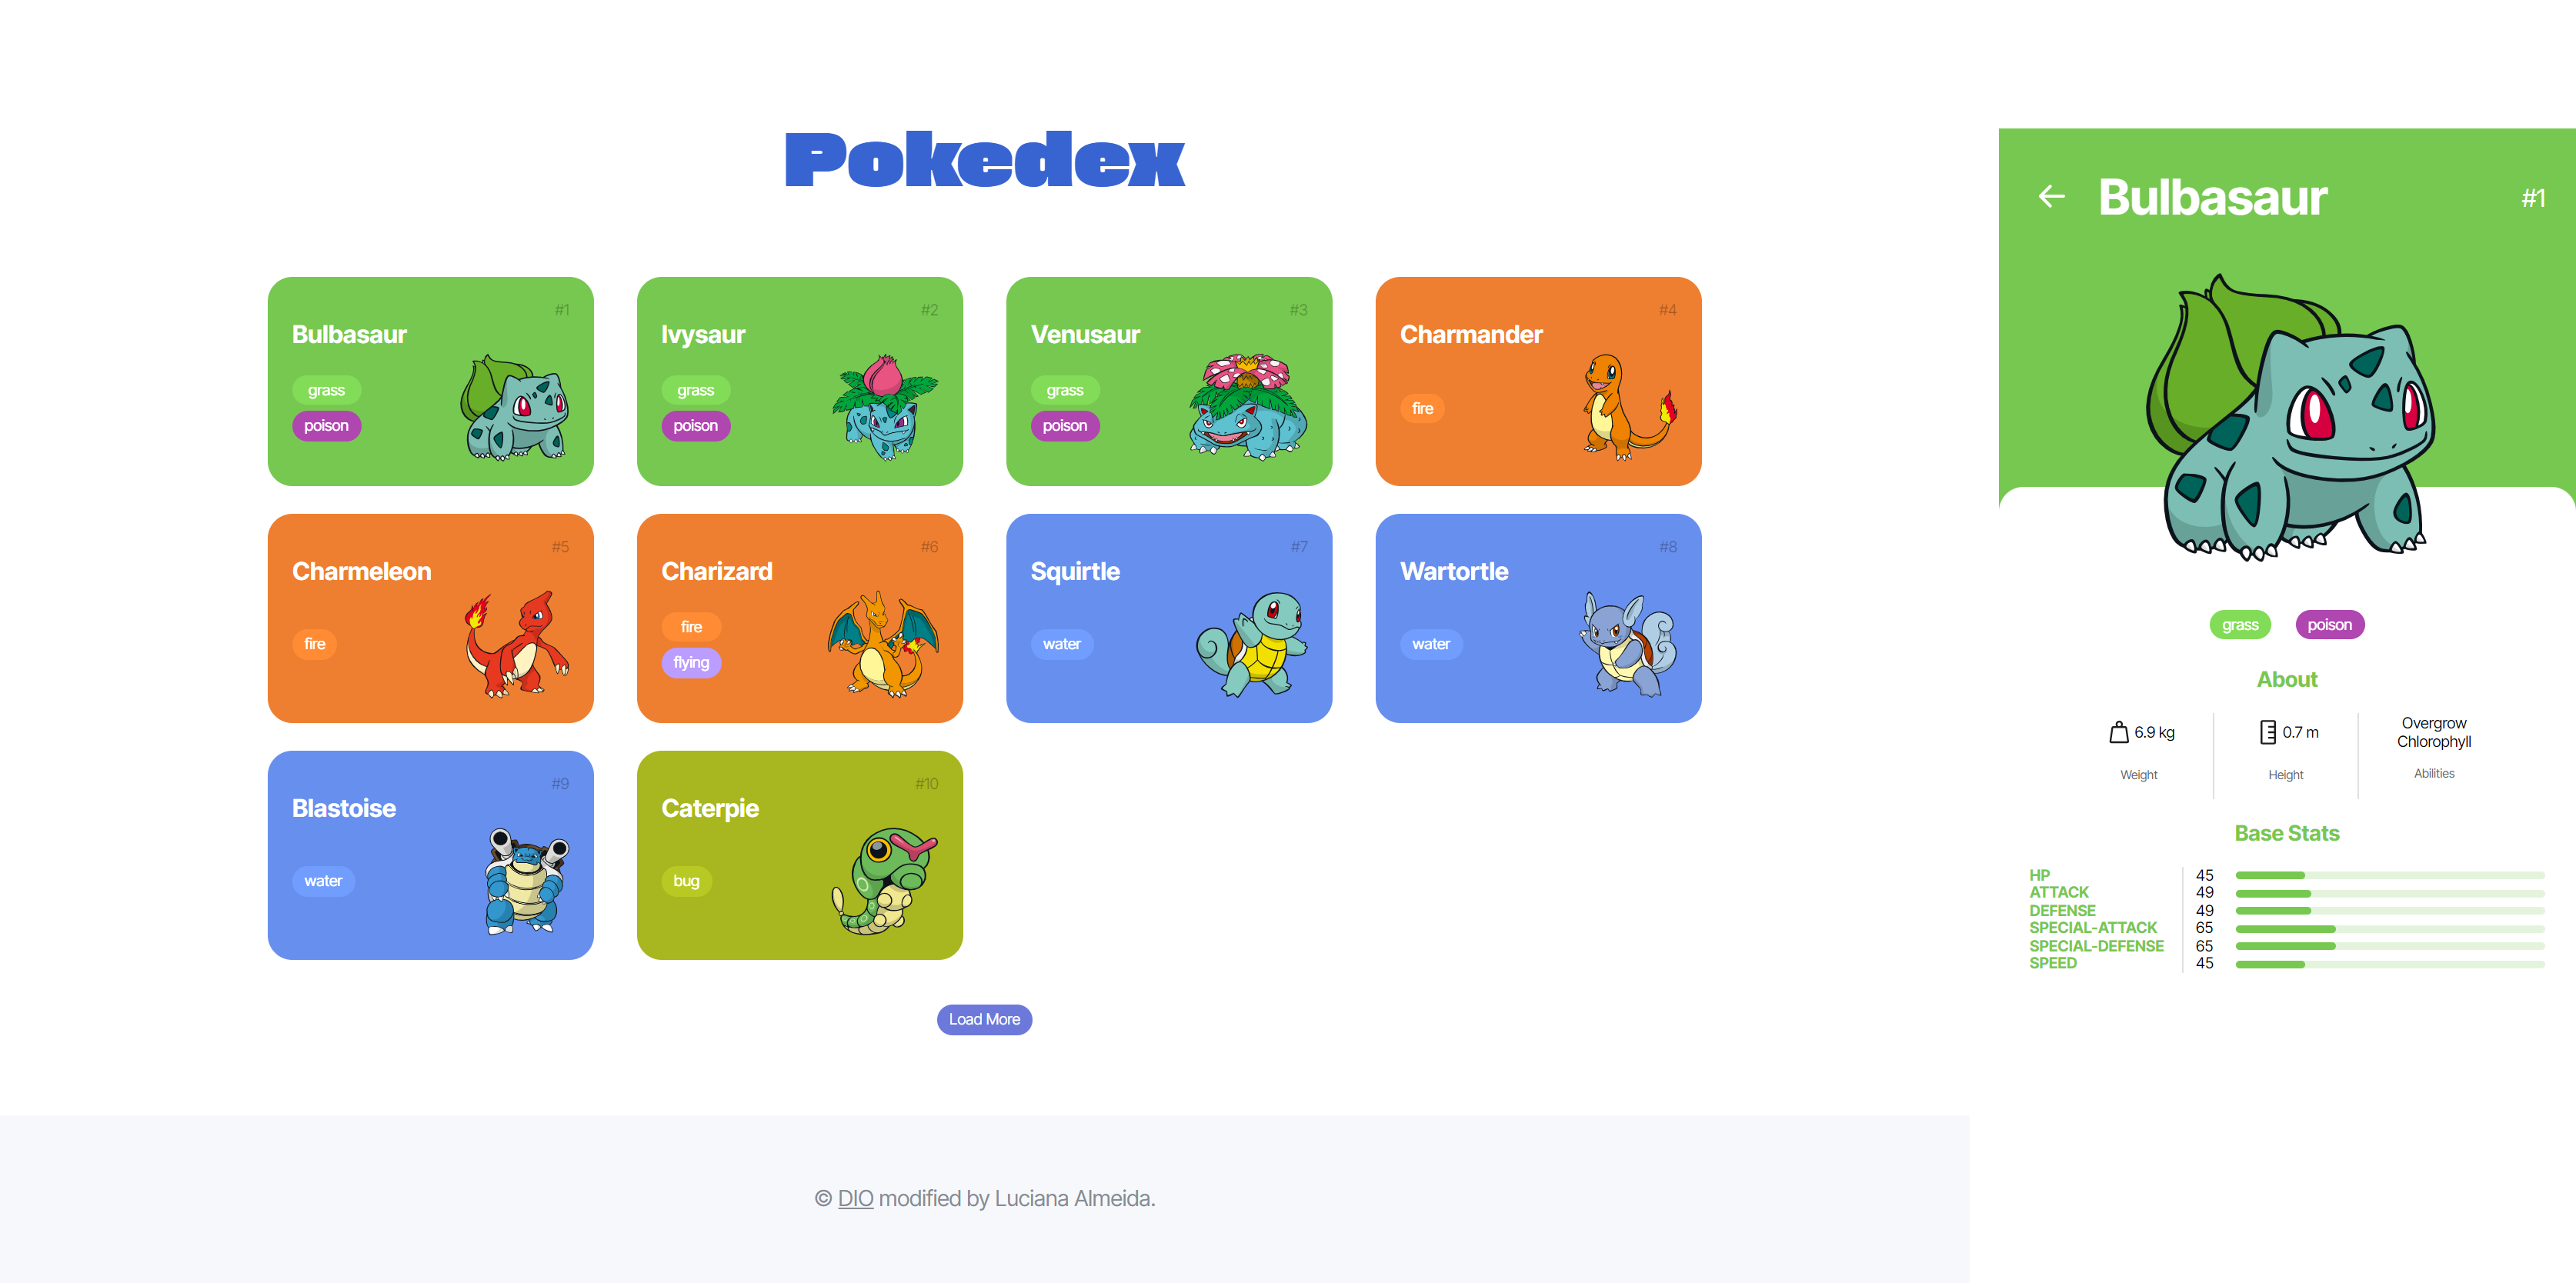 Pokedex
#1
Bulbasaur
grass
poison
#2
Ivysaur
grass
poison
#3
Venusaur
grass
poison
#4
Charmander
fire
#5
Charmeleon
fire
#6
Charizard
fire
flying
#7
Squirtle
water
#8
Wartortle
water
#9
Blastoise
water
#10
Caterpie
bug
Load More
© DIO modified by Luciana Almeida.
Bulbasaur
#1
grass poison
About
6.9 kg
Weight
0.7 m
Height
Overgrow
Chlorophyll
Abilities
Base Stats
HP 45
ATTACK 49
DEFENSE 49
SPECIAL-ATTACK 65
SPECIAL-DEFENSE 65
SPEED 45